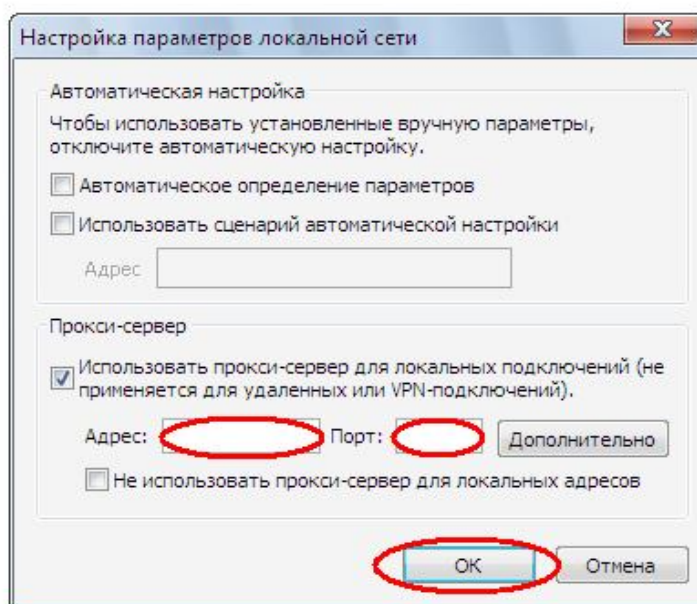 Настройка параметров локальной сети
Автоматическая настройка
Чтобы использовать установленные вручную параметры,
отключите автоматическую настройку.
Автоматическое определение параметров
Использовать сценарий автоматической настройки
Адрес
Прокси-сервер
Использовать прокси-сервер для локальных подключений (не
применяется для удаленных или VPN-подключений).
Адрес: Порт: Дополнительно
Не использовать прокси-сервер для локальных адресов
ОК Отмена